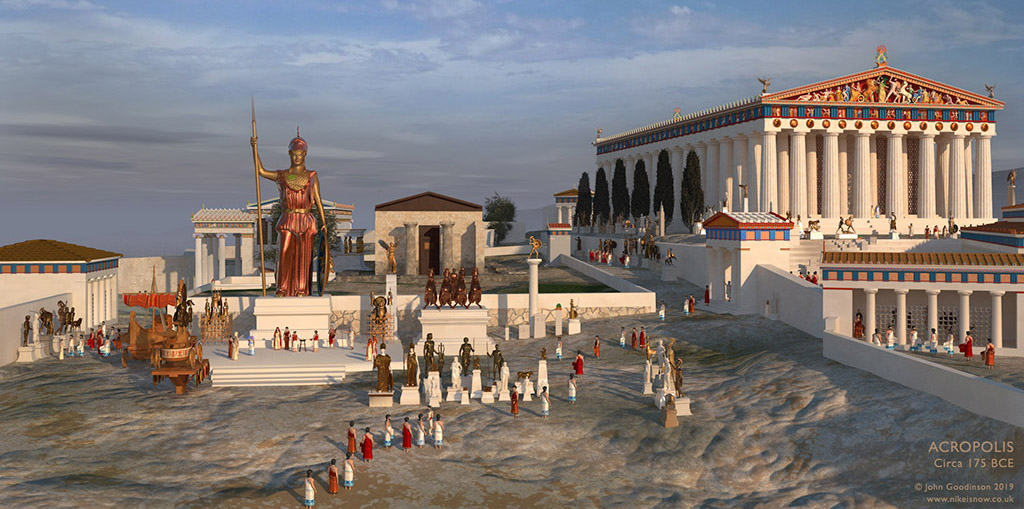 ACROPOLIS
Circa 175 BCE
© John Goodinson 2019
www.nikeisnow.co.uk